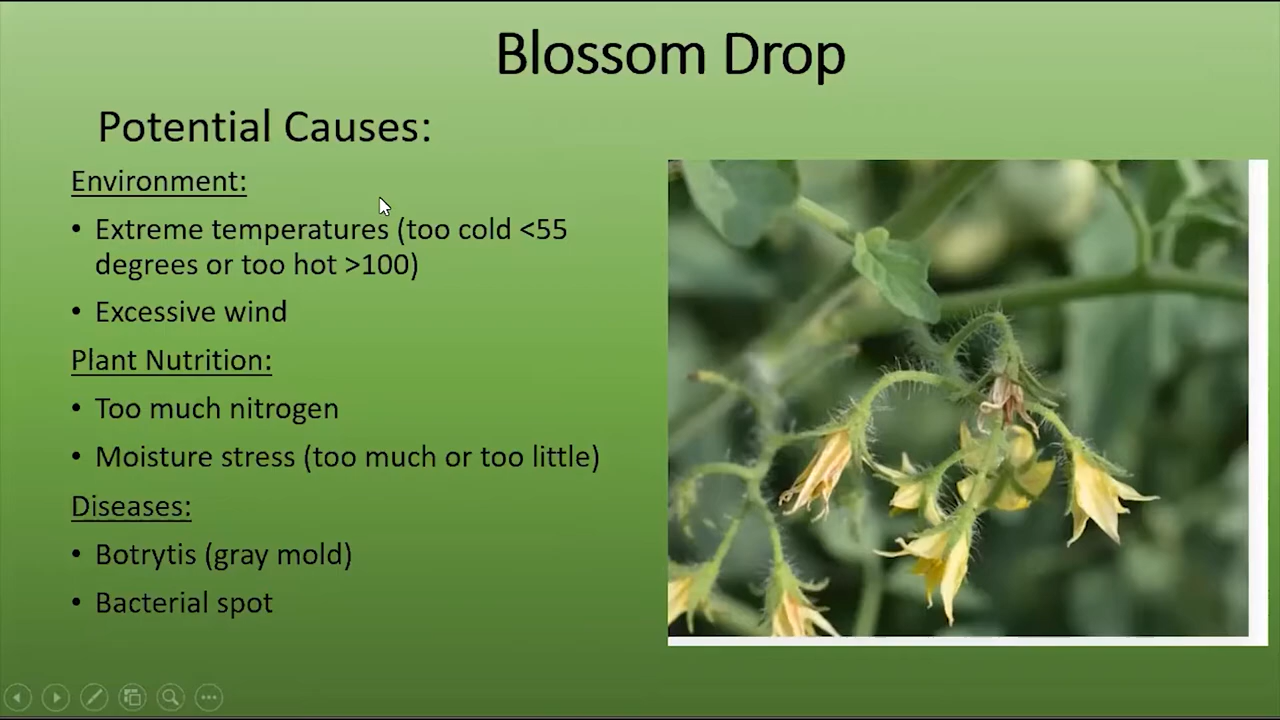 Blossom Drop
Potential Causes:
Environment:
• Extreme temperatures (too cold <55
degrees or too hot >100)
• Excessive wind
Plant Nutrition:
• Too much nitrogen
• Moisture stress (too much or too little)
Diseases:
• Botrytis (gray mold)
• Bacterial spot